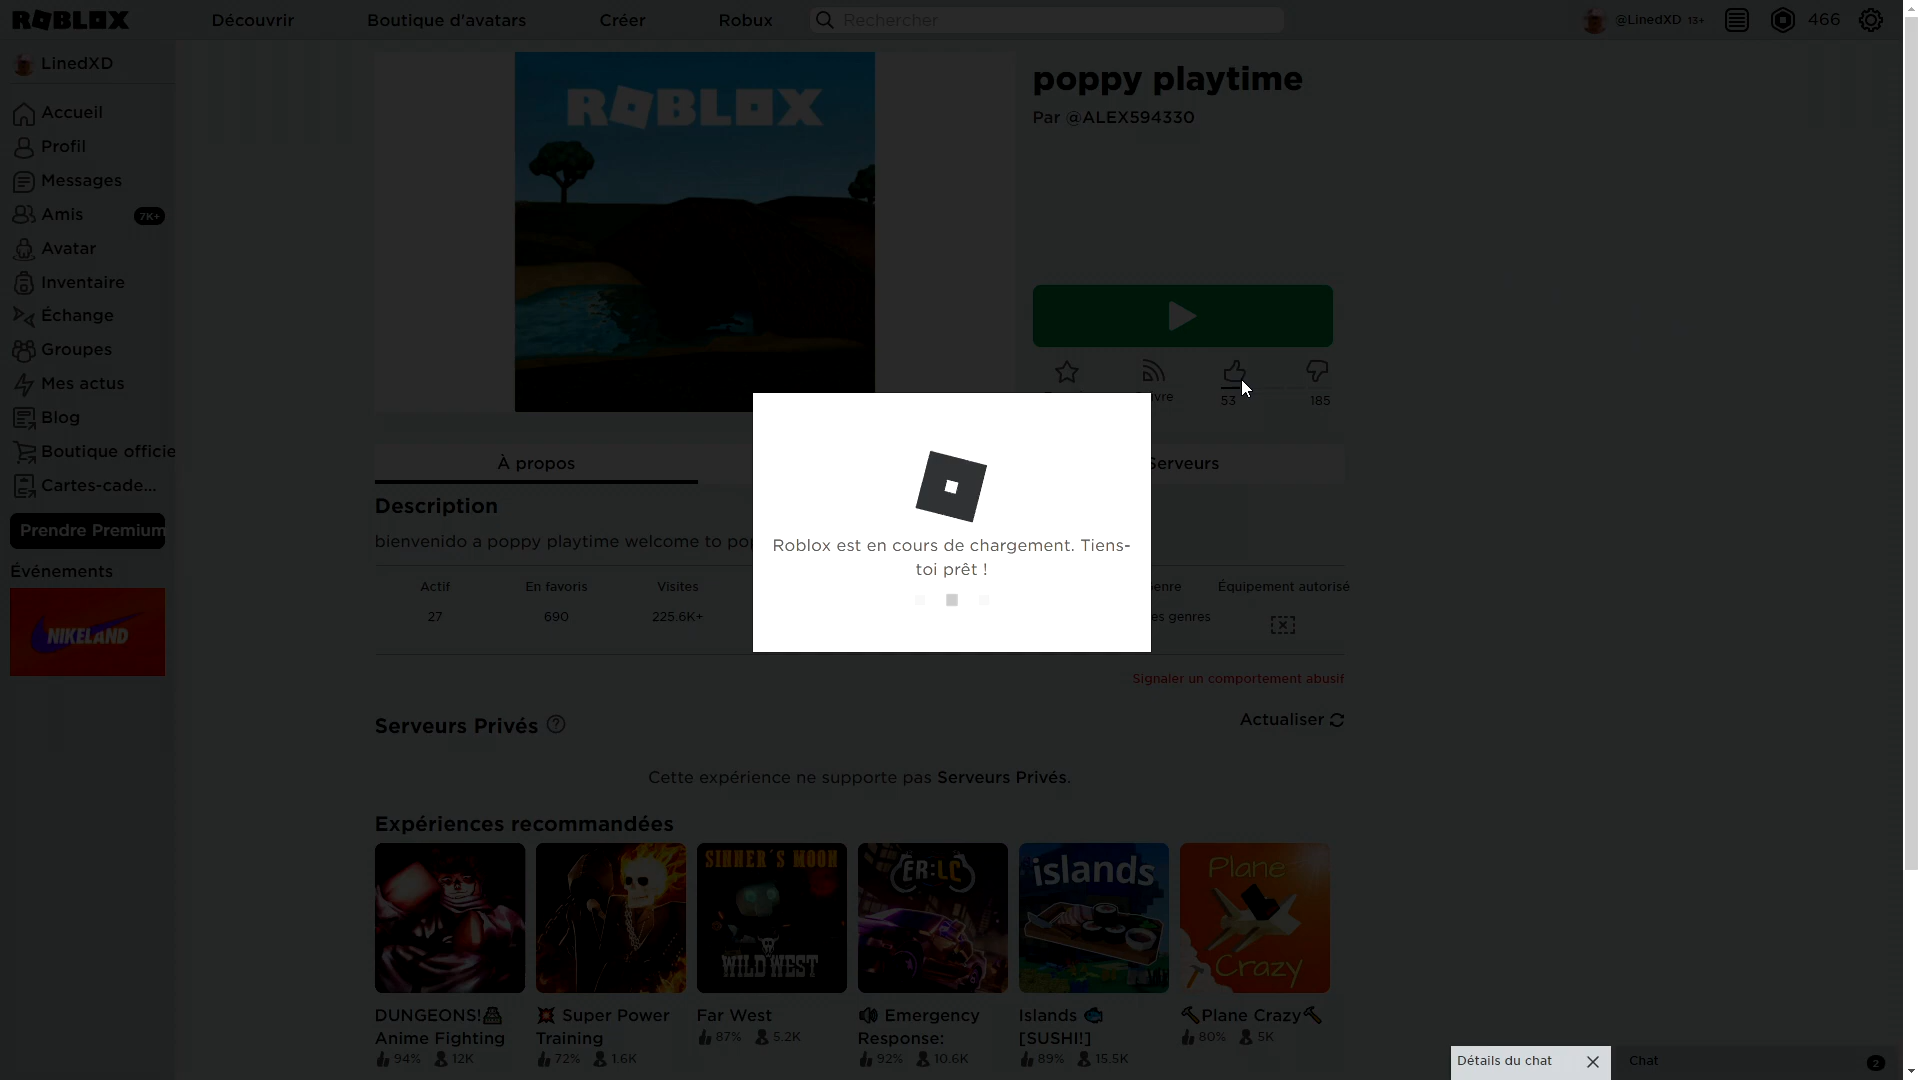 ROBLOX
Découvrir
Boutique d'avatars
Créer
Robux
Rechercher
@LinedXD 13+
466
LinedXD
Accueil
Profil
Messages
Amis
7K+
Avatar
Inventaire
Échange
Groupes
Mes actus
Blog
Boutique officie
Cartes-cade...
Prendre Premium
Événements
NIKELAND
ROBLOX
poppy playtime
Par @ALEX594330
53
185
À propos
Serveurs
Description
bienvenido a poppy playtime welcome to
Actif
En favoris
Visites
Équipement autorisé
27
690
225.6K+
genres
Roblox est en cours de chargement. Tiens-
toi prêt !
Signaler un comportement abusif
Serveurs Privés
Actualiser
Cette expérience ne supporte pas Serveurs Privés.
Expériences recommandées
SINNER'S MOON
WILD WEST
ER:LC
islands
Plane
Crazy
DUNGEONS!
Anime Fighting
94% 12K
Super Power
Training
72% 1.6K
Far West
87% 5.2K
Emergency
Response:
92% 10.6K
Islands
[SUSHI!]
89% 15.5K
Plane Crazy
80% 5K
Détails du chat
Chat
2